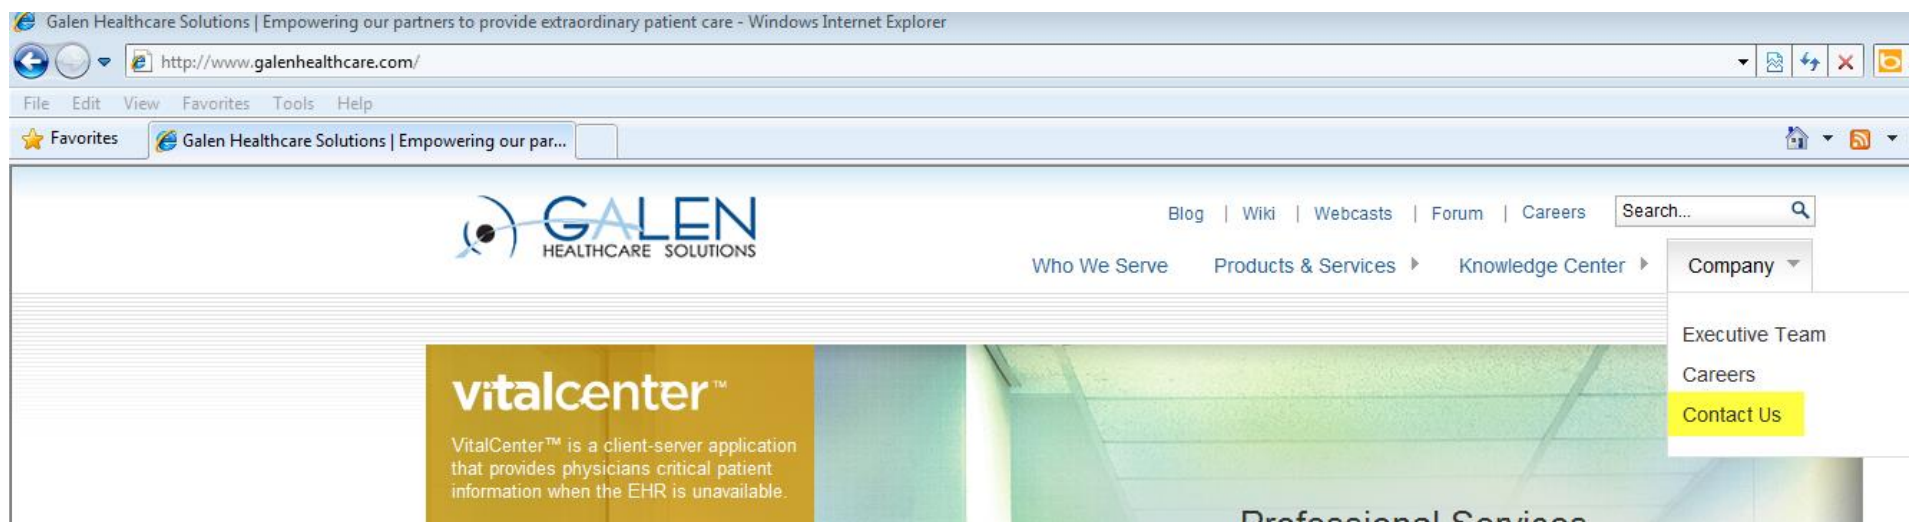 Galen Healthcare Solutions | Empowering our partners to provide extraordinary patient care - Windows Internet Explorer
http://www.galenhealthcare.com/
File Edit View Favorites Tools Help
Favorites
Galen Healthcare Solutions | Empowering our par...
GALEN
HEALTHCARE SOLUTIONS
Blog | Wiki | Webcasts | Forum | Careers
Search...
Who We Serve Products & Services Knowledge Center Company
Executive Team
Careers
Contact Us
vitalcenter™
VitalCenter™ is a client-server application
that provides physicians critical patient
information when the EHR is unavailable.
Professional Services